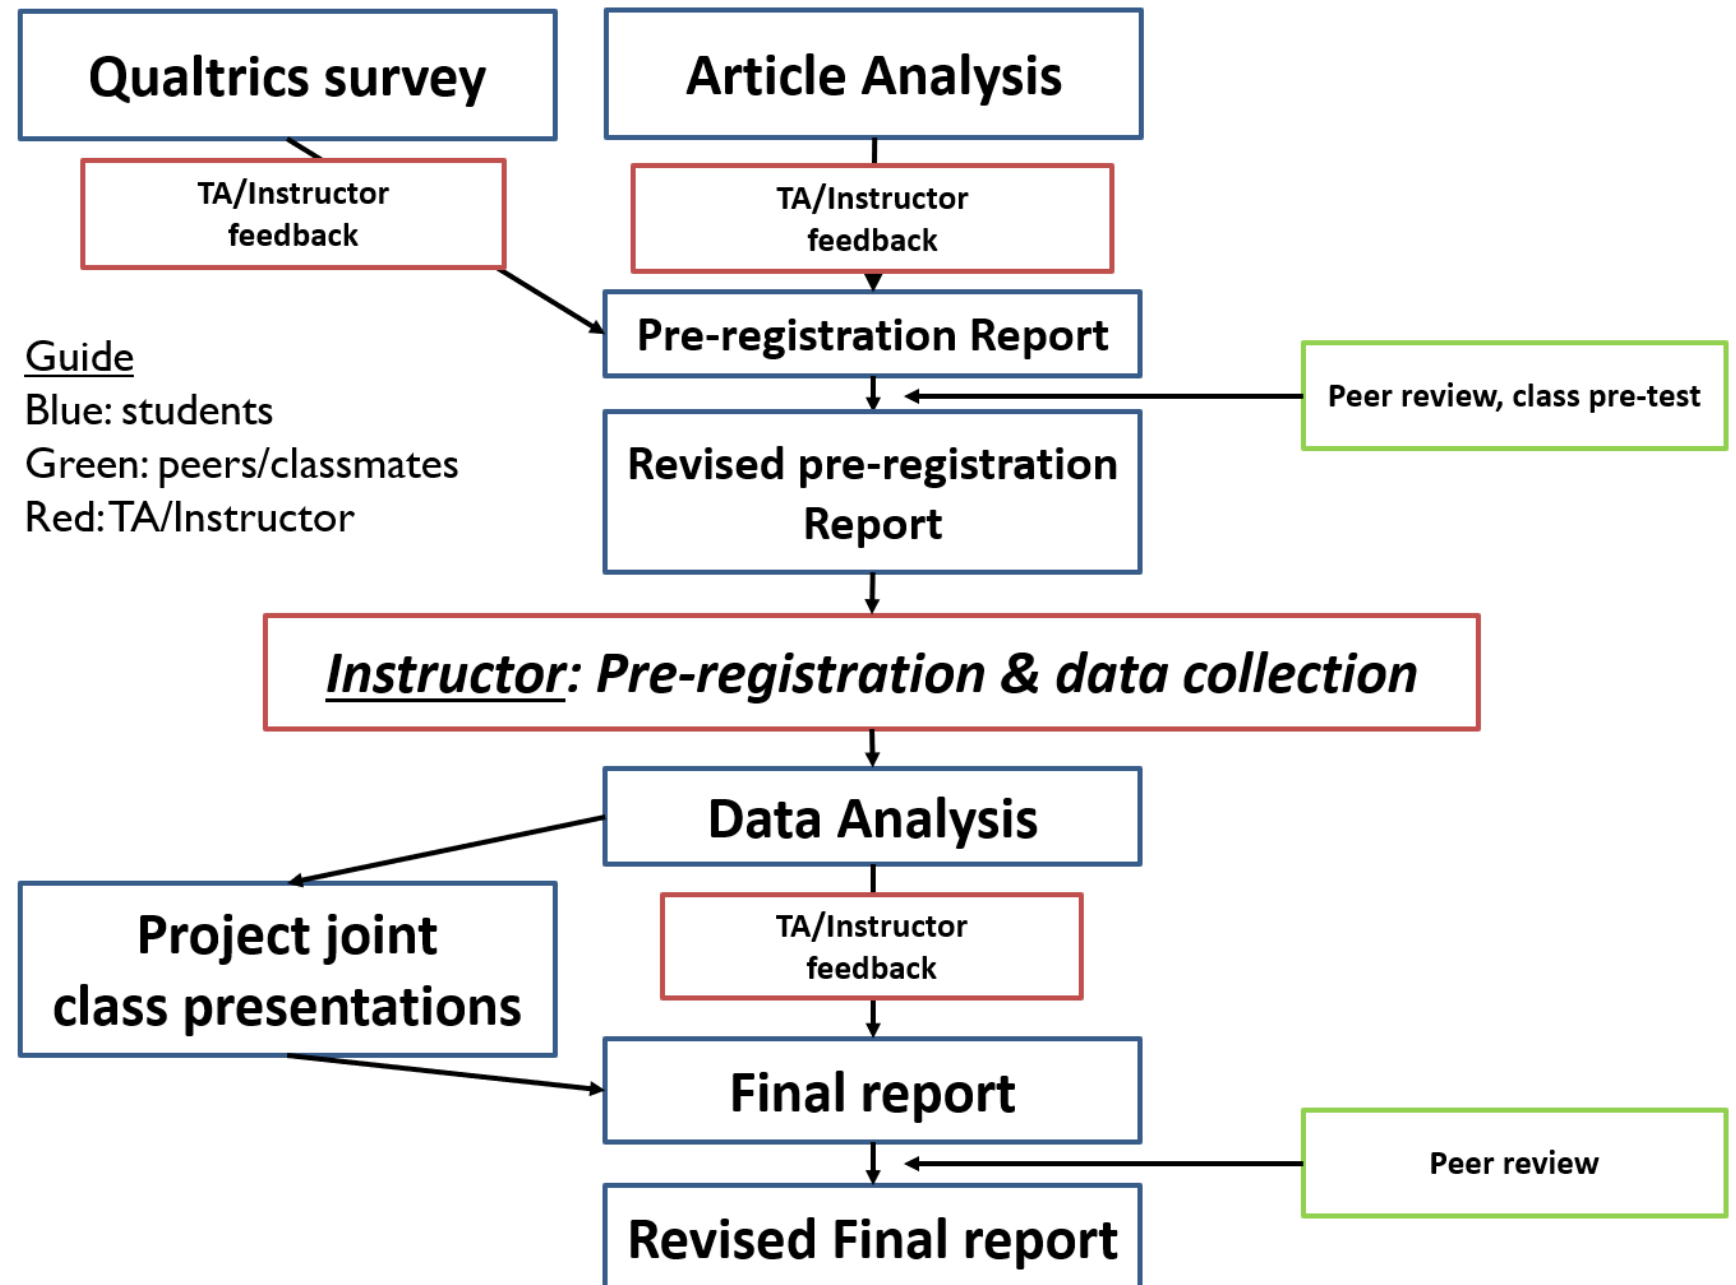 Qualtrics survey
Article Analysis
TA/Instructor
feedback
TA/Instructor
feedback
Pre-registration Report
Guide
Blue: students
Green: peers/classmates
Red: TA/Instructor
Peer review, class pre-test
Revised pre-registration
Report
Instructor: Pre-registration & data collection
Data Analysis
Project joint
class presentations
TA/Instructor
feedback
Final report
Peer review
Revised Final report